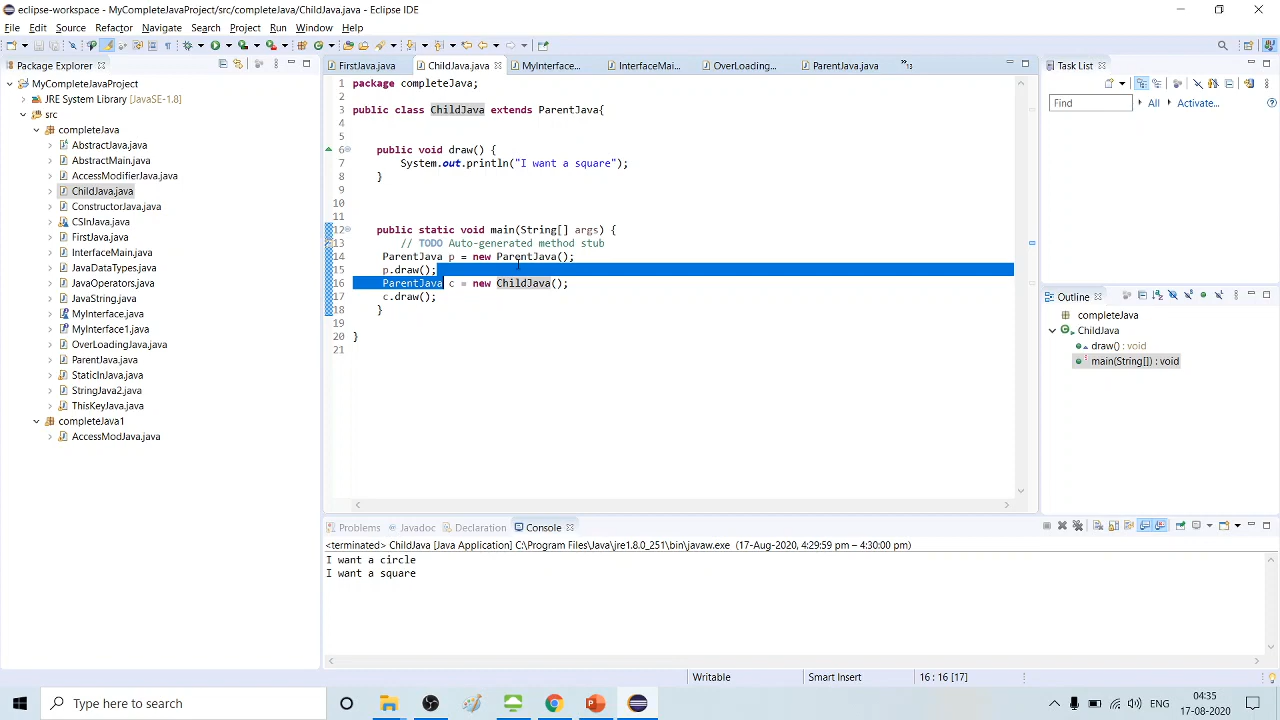 eclipse-workspace - MyCompleteJavaProject/src/completeJava/ChildJava.java - Eclipse IDE
File Edit Source Refactor Navigate Search Project Run Window Help
Package Explorer
MyCompleteJavaProject
JRE System Library [JavaSE-1.8]
src
completeJava
AbstractJava.java
AbstractMain.java
AccessModifierJava.java
ChildJava.java
ConstructorJava.java
CSInJava.java
FirstJava.java
InterfaceMain.java
JavaDataTypes.java
JavaOperators.java
JavaString.java
MyInterface.java
MyInterface1.java
OverLoadingJava.java
ParentJava.java
StaticInJava.java
StringJava2.java
ThisKeyJava.java
completeJava1
AccessModJava.java
FirstJava.java ChildJava.java MyInterface... InterfaceMai... OverLoading... ParentJava.java »13
1 package completeJava;
2
3 public class ChildJava extends ParentJava{
4
5
6 public void draw() {
7 System.out.println("I want a square");
8 }
9
10
11
12 public static void main(String[] args) {
13 // TODO Auto-generated method stub
14 ParentJava p = new ParentJava();
15 p.draw();
16 ParentJava c = new ChildJava();
17 c.draw();
18 }
19
20 }
21
Task List
Find All Activate...
Outline
completeJava
ChildJava
draw() : void
main(String[]) : void
Problems Javadoc Declaration Console
<terminated> ChildJava [Java Application] C:\Program Files\Java\jre1.8.0_251\bin\javaw.exe (17-Aug-2020, 4:29:59 pm – 4:30:00 pm)
I want a circle
I want a square
Writable Smart Insert 16 : 16 [17]
Type here to search
ENG
04:35
17-08-2020